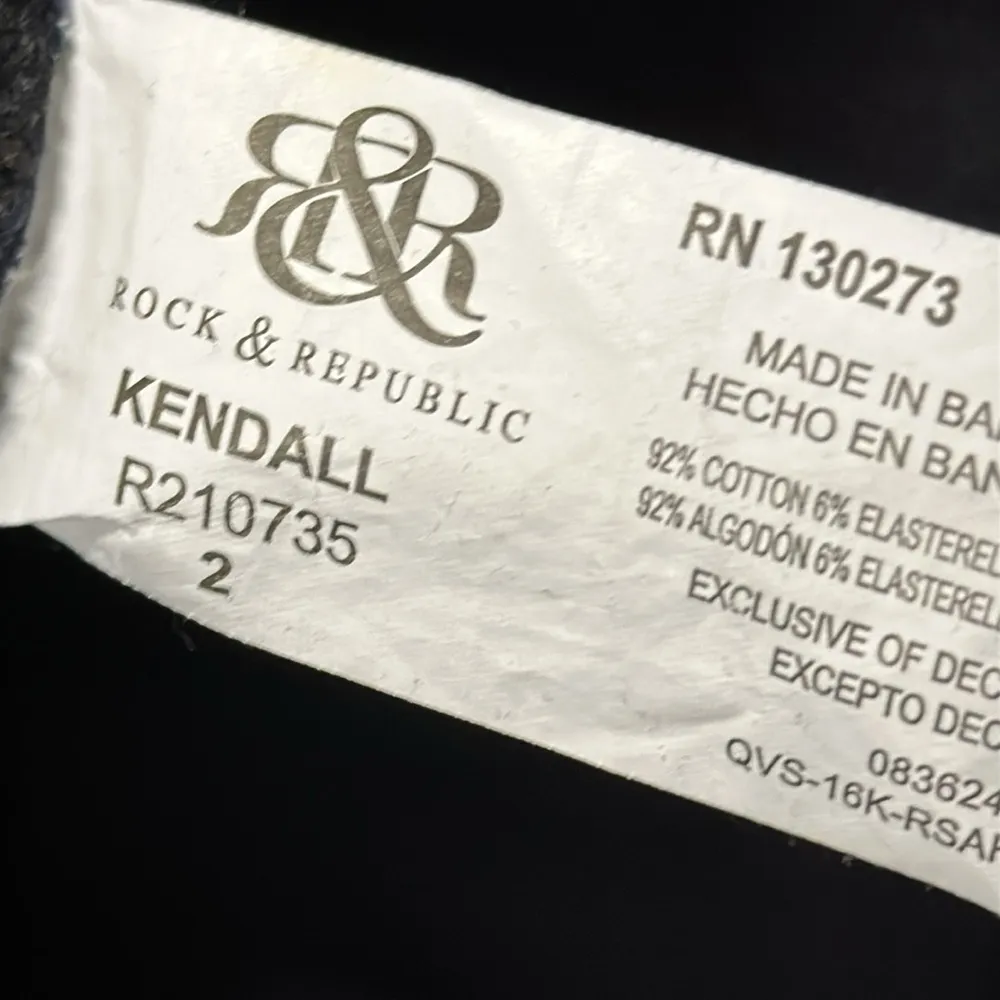 R&R
ROCK & REPUBLIC
KENDALL
R210735
2
RN 130273
MADE IN BA
HECHO EN BAN
92% COTTON 6% ELASTEREL
92% ALGODÓN 6% ELASTEREL
EXCLUSIVE OF DEC
EXCEPTO DEC
083624
QVS-16K-RSA